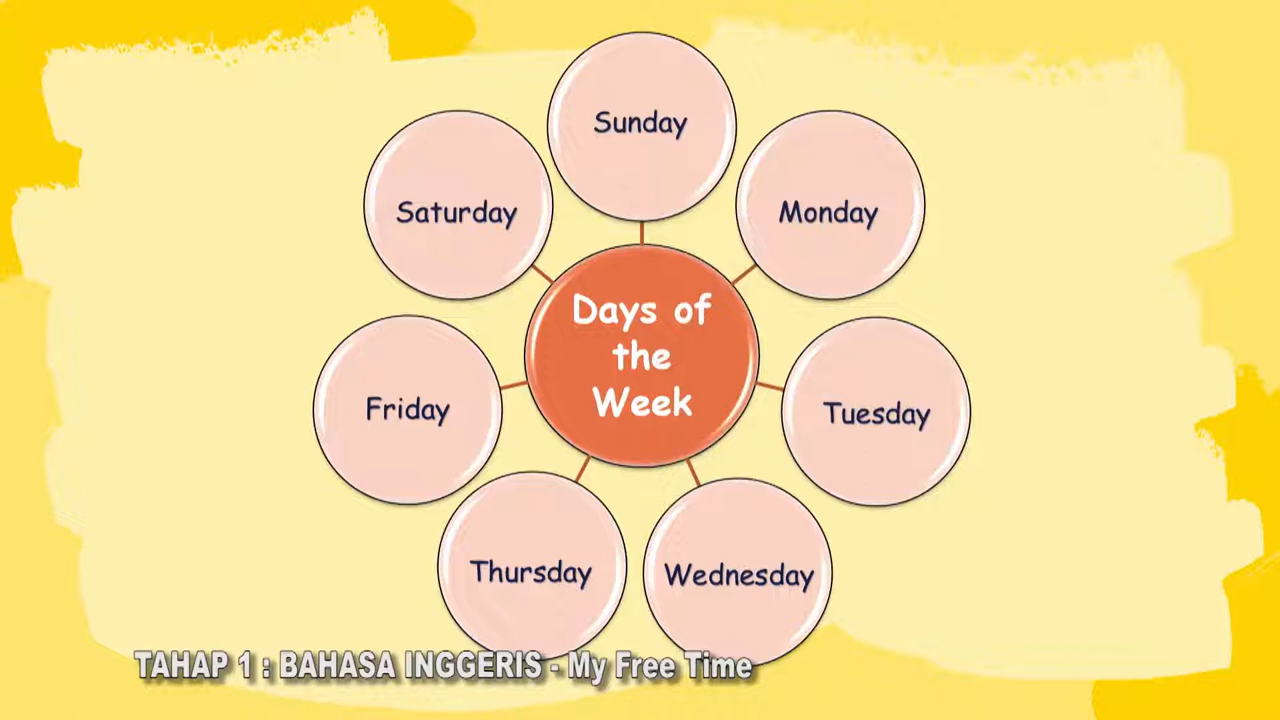 Sunday
Monday
Tuesday
Wednesday
Thursday
Friday
Saturday
Days of
the
Week
TAHAP 1 : BAHASA INGGERIS - My Free Time